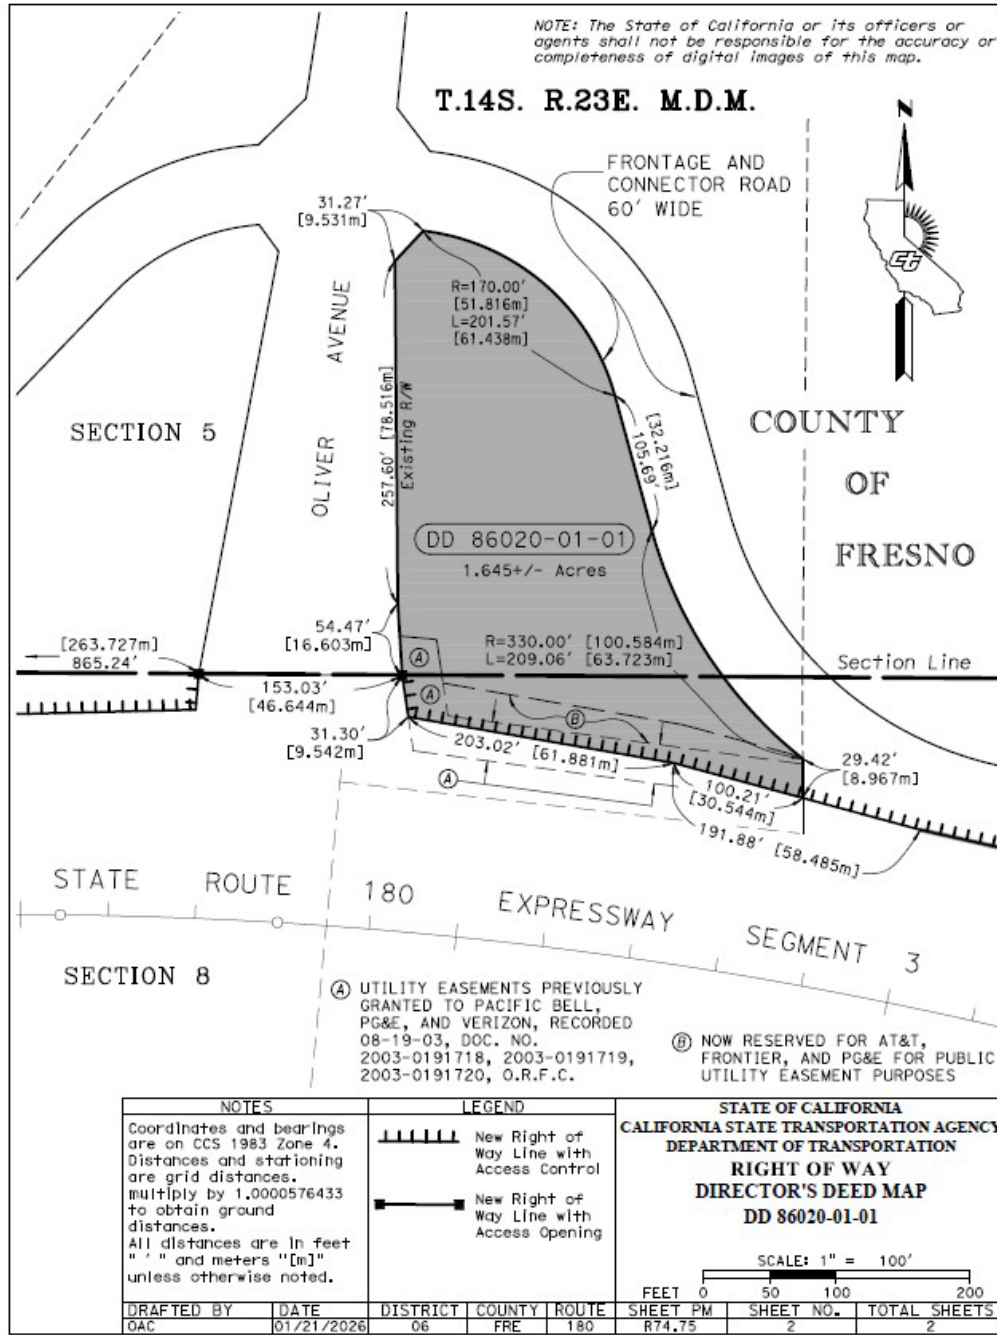 NOTE: The State of California or its officers or
agents shall not be responsible for the accuracy or
completeness of digital images of this map.
T.14S. R.23E. M.D.M.
N
FRONTAGE AND
CONNECTOR ROAD
60' WIDE
31.27'
[9.531m]
R=170.00'
[51.816m]
L=201.57'
[61.438m]
OLIVER AVENUE
257.60' [78.516m]
Existing R/W
[32.216m]
105.69'
SECTION 5
COUNTY
OF
FRESNO
DD 86020-01-01
1.645+/- Acres
54.47'
[16.603m]
R=330.00' [100.584m]
L=209.06' [63.723m]
[263.727m]
865.24'
153.03'
[46.644m]
Section Line
A
A
B
31.30'
[9.542m]
203.02' [61.881m]
A
29.42'
[8.967m]
100.21'
[30.544m]
191.88' [58.485m]
STATE ROUTE 180 EXPRESSWAY SEGMENT 3
SECTION 8
A UTILITY EASEMENTS PREVIOUSLY
GRANTED TO PACIFIC BELL,
PG&E, AND VERIZON, RECORDED
08-19-03, DOC. NO.
2003-0191718, 2003-0191719,
2003-0191720, O.R.F.C.
B NOW RESERVED FOR AT&T,
FRONTIER, AND PG&E FOR PUBLIC
UTILITY EASEMENT PURPOSES
NOTES
Coordinates and bearings
are on CCS 1983 Zone 4.
Distances and stationing
are grid distances.
multiply by 1.0000576433
to obtain ground
distances.
All distances are in feet
" ' " and meters "[m]"
unless otherwise noted.
LEGEND
New Right of
Way Line with
Access Control
New Right of
Way Line with
Access Opening
STATE OF CALIFORNIA
CALIFORNIA STATE TRANSPORTATION AGENCY
DEPARTMENT OF TRANSPORTATION
RIGHT OF WAY
DIRECTOR'S DEED MAP
DD 86020-01-01
SCALE: 1" = 100'
FEET 0 50 100 200
DRAFTED BY DATE DISTRICT COUNTY ROUTE SHEET PM SHEET NO. TOTAL SHEETS
OAC 01/21/2026 06 FRE 180 R74.75 2 2